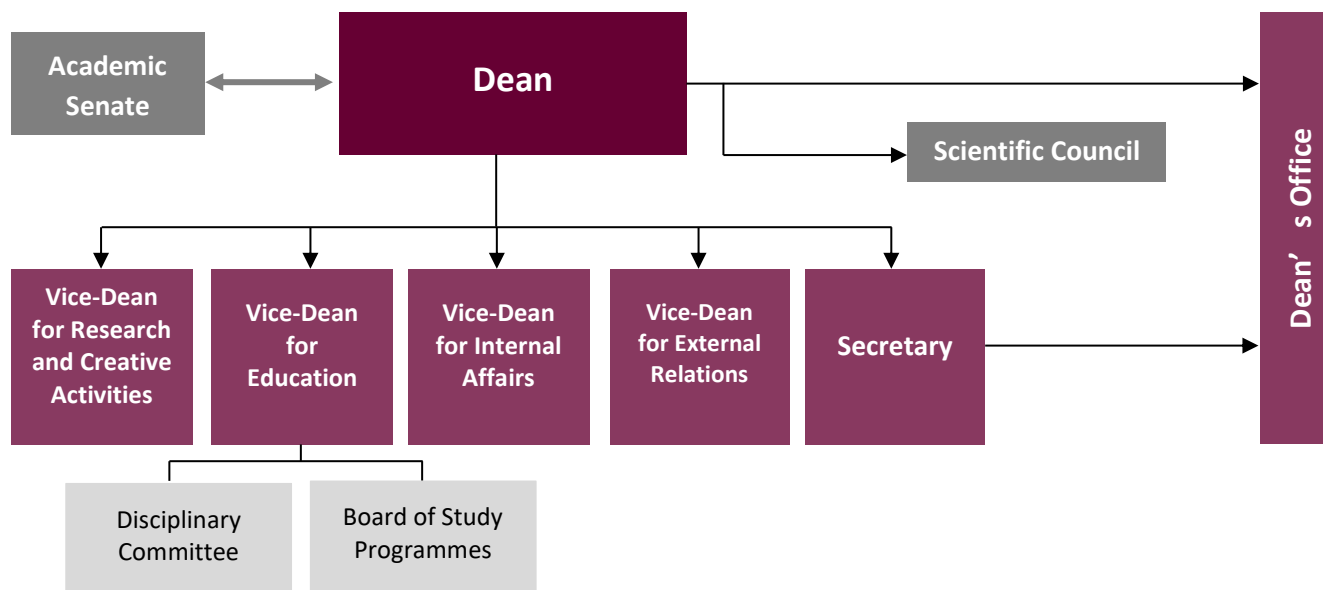 Academic
Senate
Dean
Scientific Council
Dean’ s Office
Vice-Dean
for Research
and Creative
Activities
Vice-Dean
for
Education
Vice-Dean
for Internal
Affairs
Vice-Dean
for External
Relations
Secretary
Disciplinary
Committee
Board of Study
Programmes